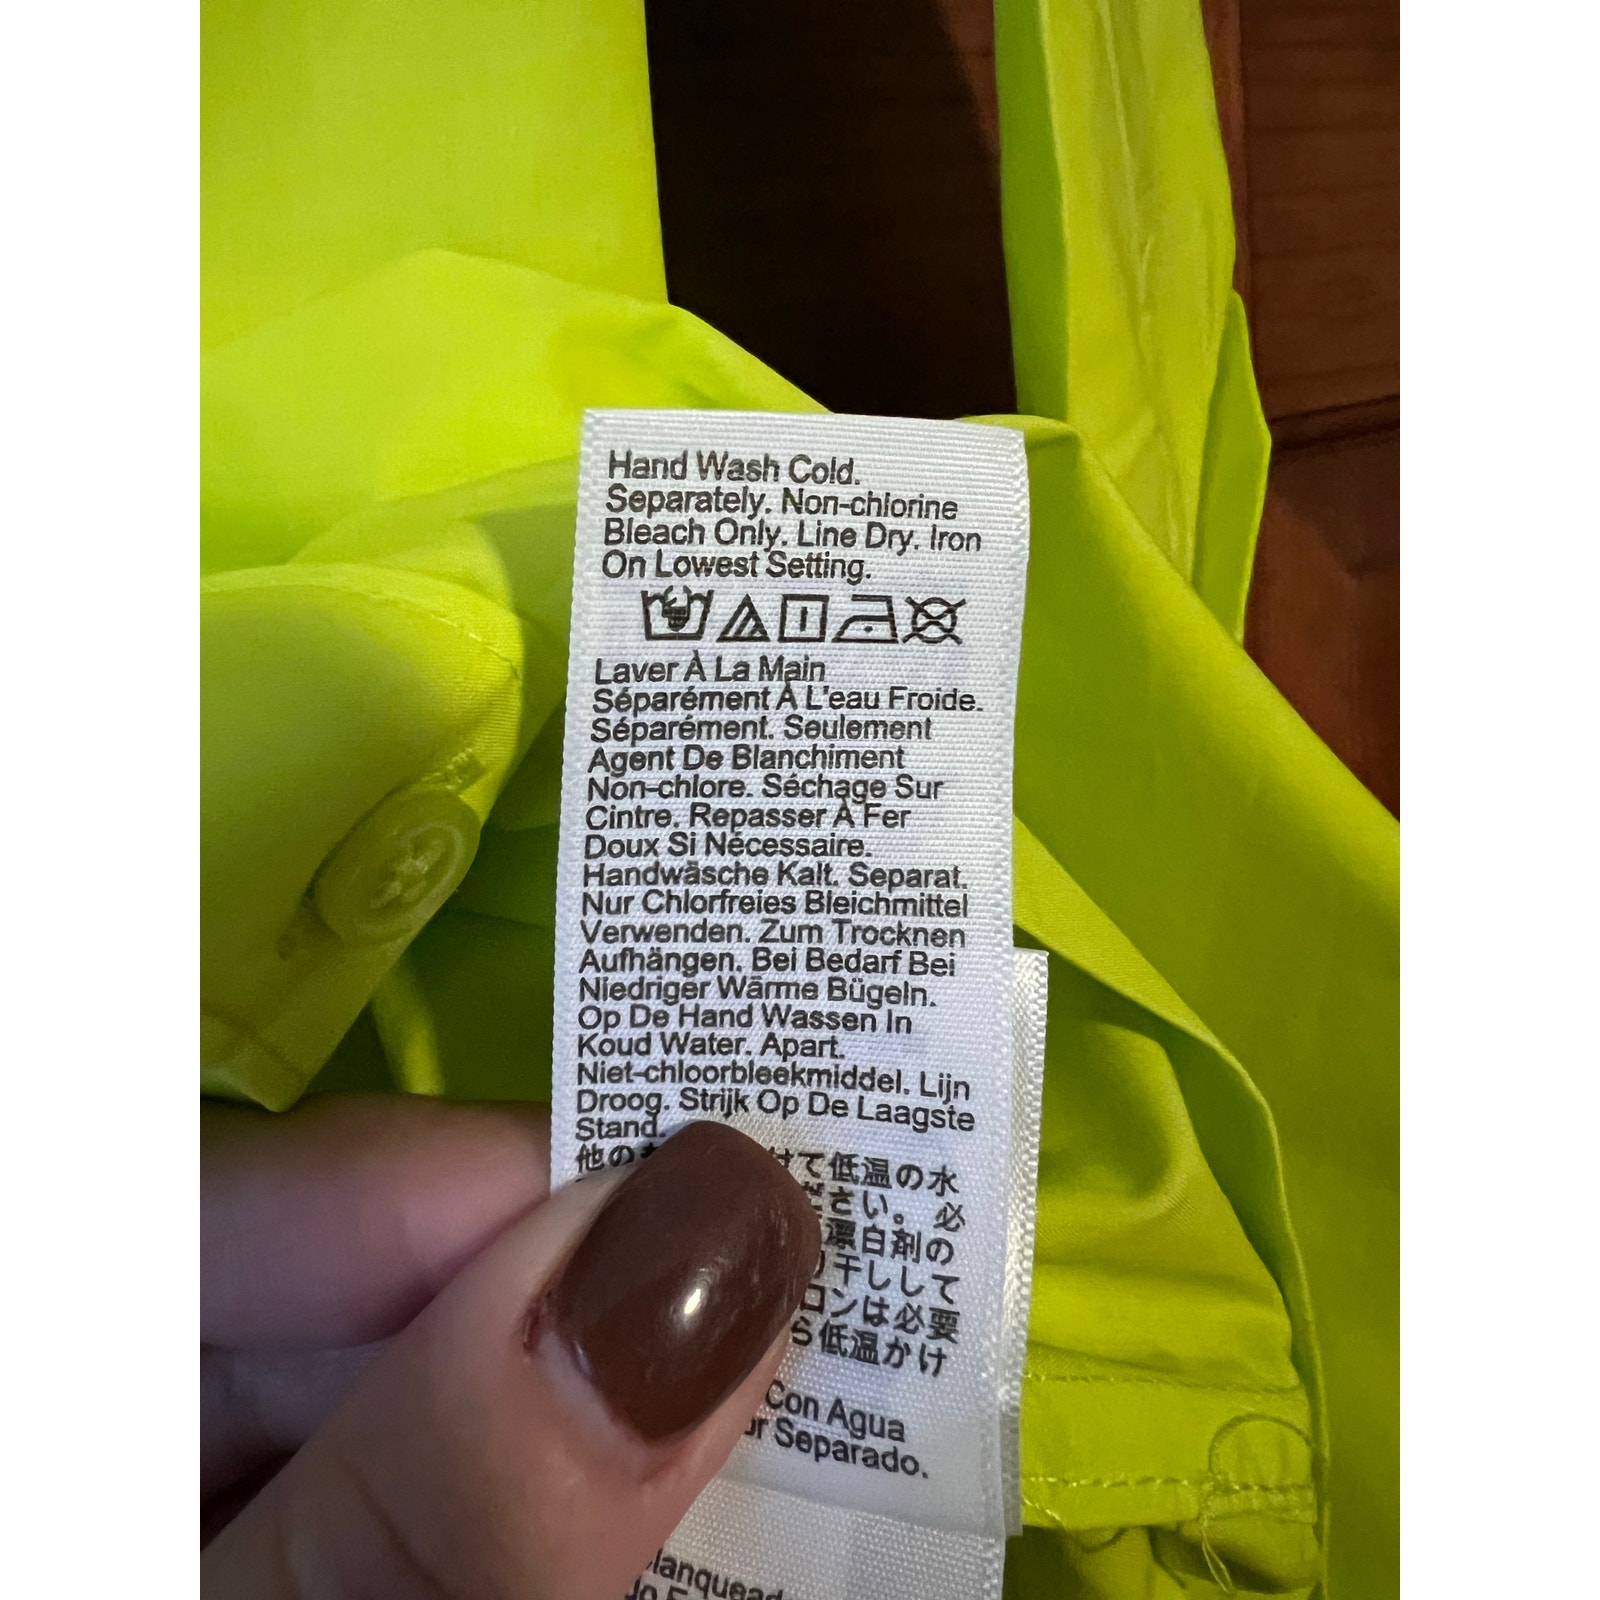 Hand Wash Cold.
Separately. Non-chlorine
Bleach Only. Line Dry. Iron
On Lowest Setting.
Laver À La Main
Séparément À L'eau Froide.
Séparément. Seulement
Agent De Blanchiment
Non-chlore. Séchage Sur
Cintre. Repasser À Fer
Doux Si Nécessaire.
Handwäsche Kalt. Separat.
Nur Chlorfreies Bleichmittel
Verwenden. Zum Trocknen
Aufhängen. Bei Bedarf Bei
Niedriger Wärme Bügeln.
Op De Hand Wassen In
Koud Water. Apart.
Niet-chloorbleekmiddel. Lijn
Droog. Strijk Op De Laagste
Stand.
他の けて低温の水
ださい。必
漂白剤の
干しして
ロンは必要
ら低温かけ
Con Agua
Separado.